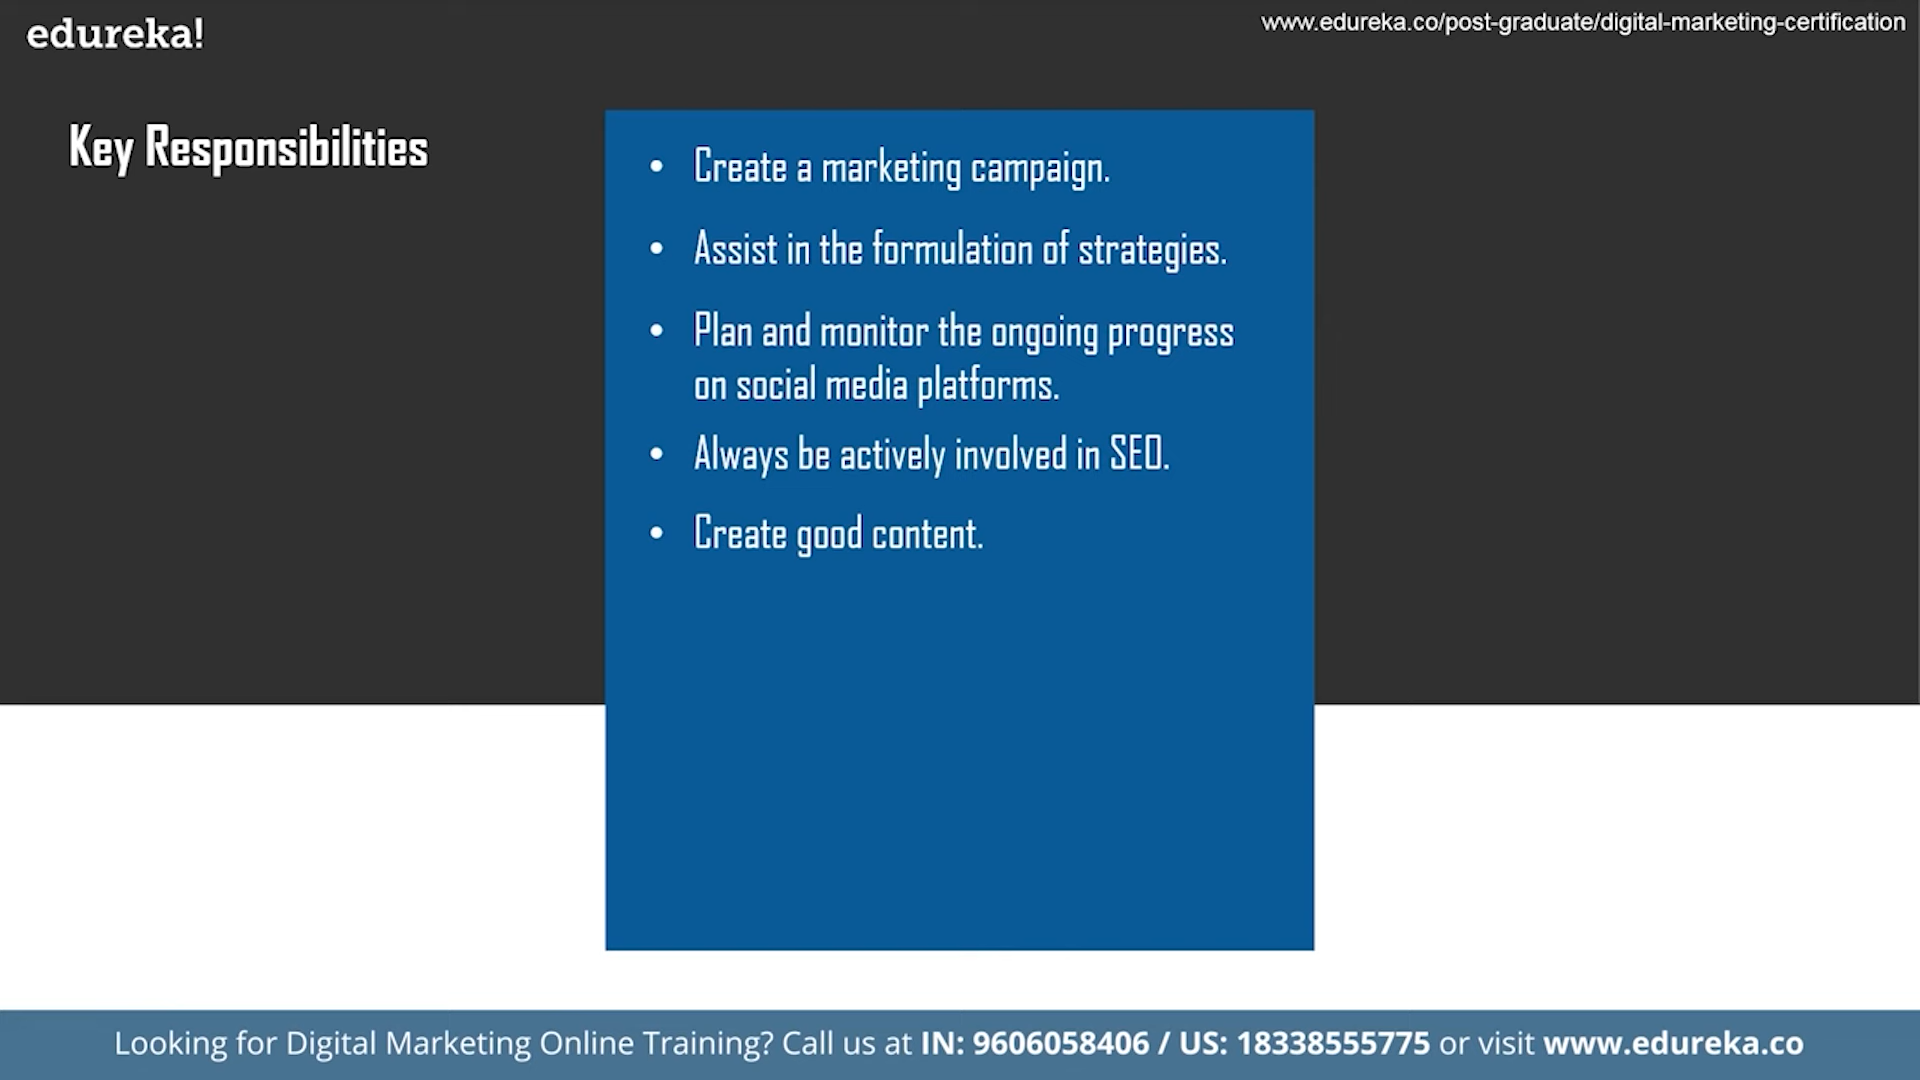 edureka!
www.edureka.co/post-graduate/digital-marketing-certification
Key Responsibilities
• Create a marketing campaign.
• Assist in the formulation of strategies.
• Plan and monitor the ongoing progress
on social media platforms.
• Always be actively involved in SEO.
• Create good content.
Looking for Digital Marketing Online Training? Call us at IN: 9606058406 / US: 18338555775 or visit www.edureka.co